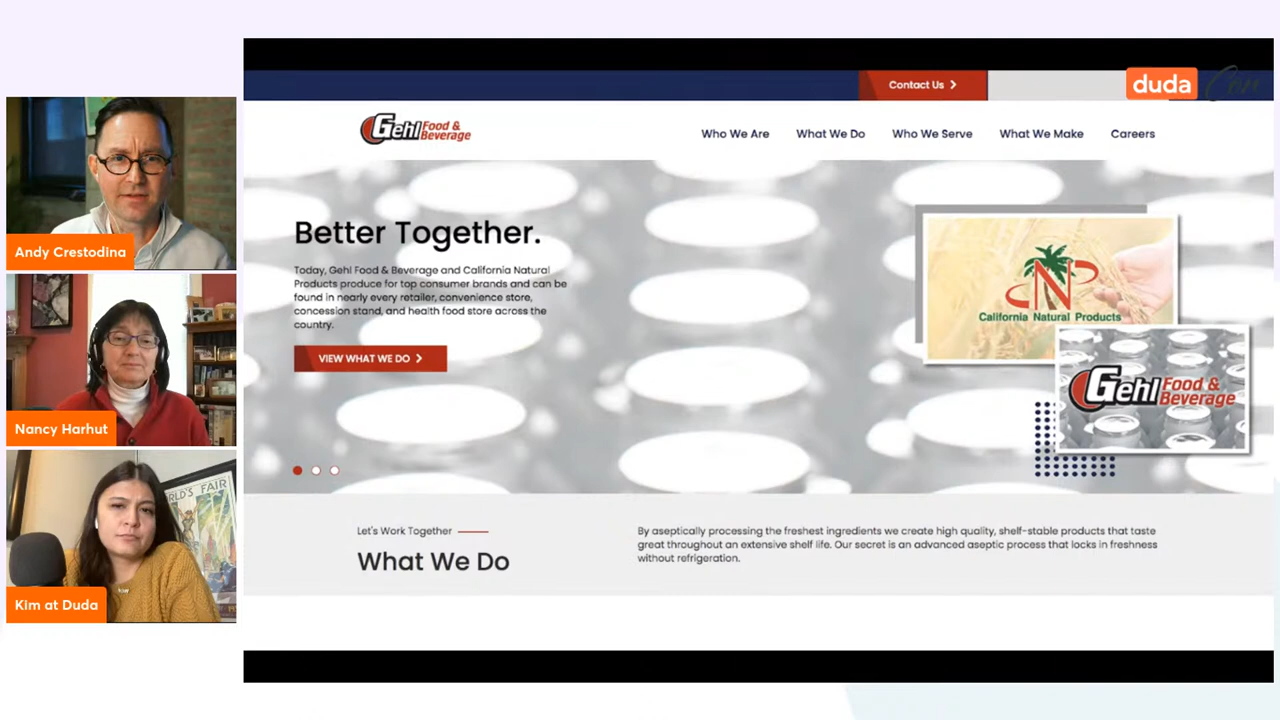 Andy Crestodina
Nancy Harhut
WORLD'S FAIR
Kim at Duda
Contact Us
duda
Gehl Food & Beverage
Who We Are
What We Do
Who We Serve
What We Make
Careers
Better Together.
Today, Gehl Food & Beverage and California Natural
Products produce for top consumer brands and can be
found in nearly every retailer, convenience store,
concession stand, and health food store across the
country.
VIEW WHAT WE DO
CNP
California Natural Products
Gehl Food & Beverage
Let's Work Together
What We Do
By aseptically processing the freshest ingredients we create high quality, shelf-stable products that taste
great throughout an extensive shelf life. Our secret is an advanced aseptic process that locks in freshness
without refrigeration.